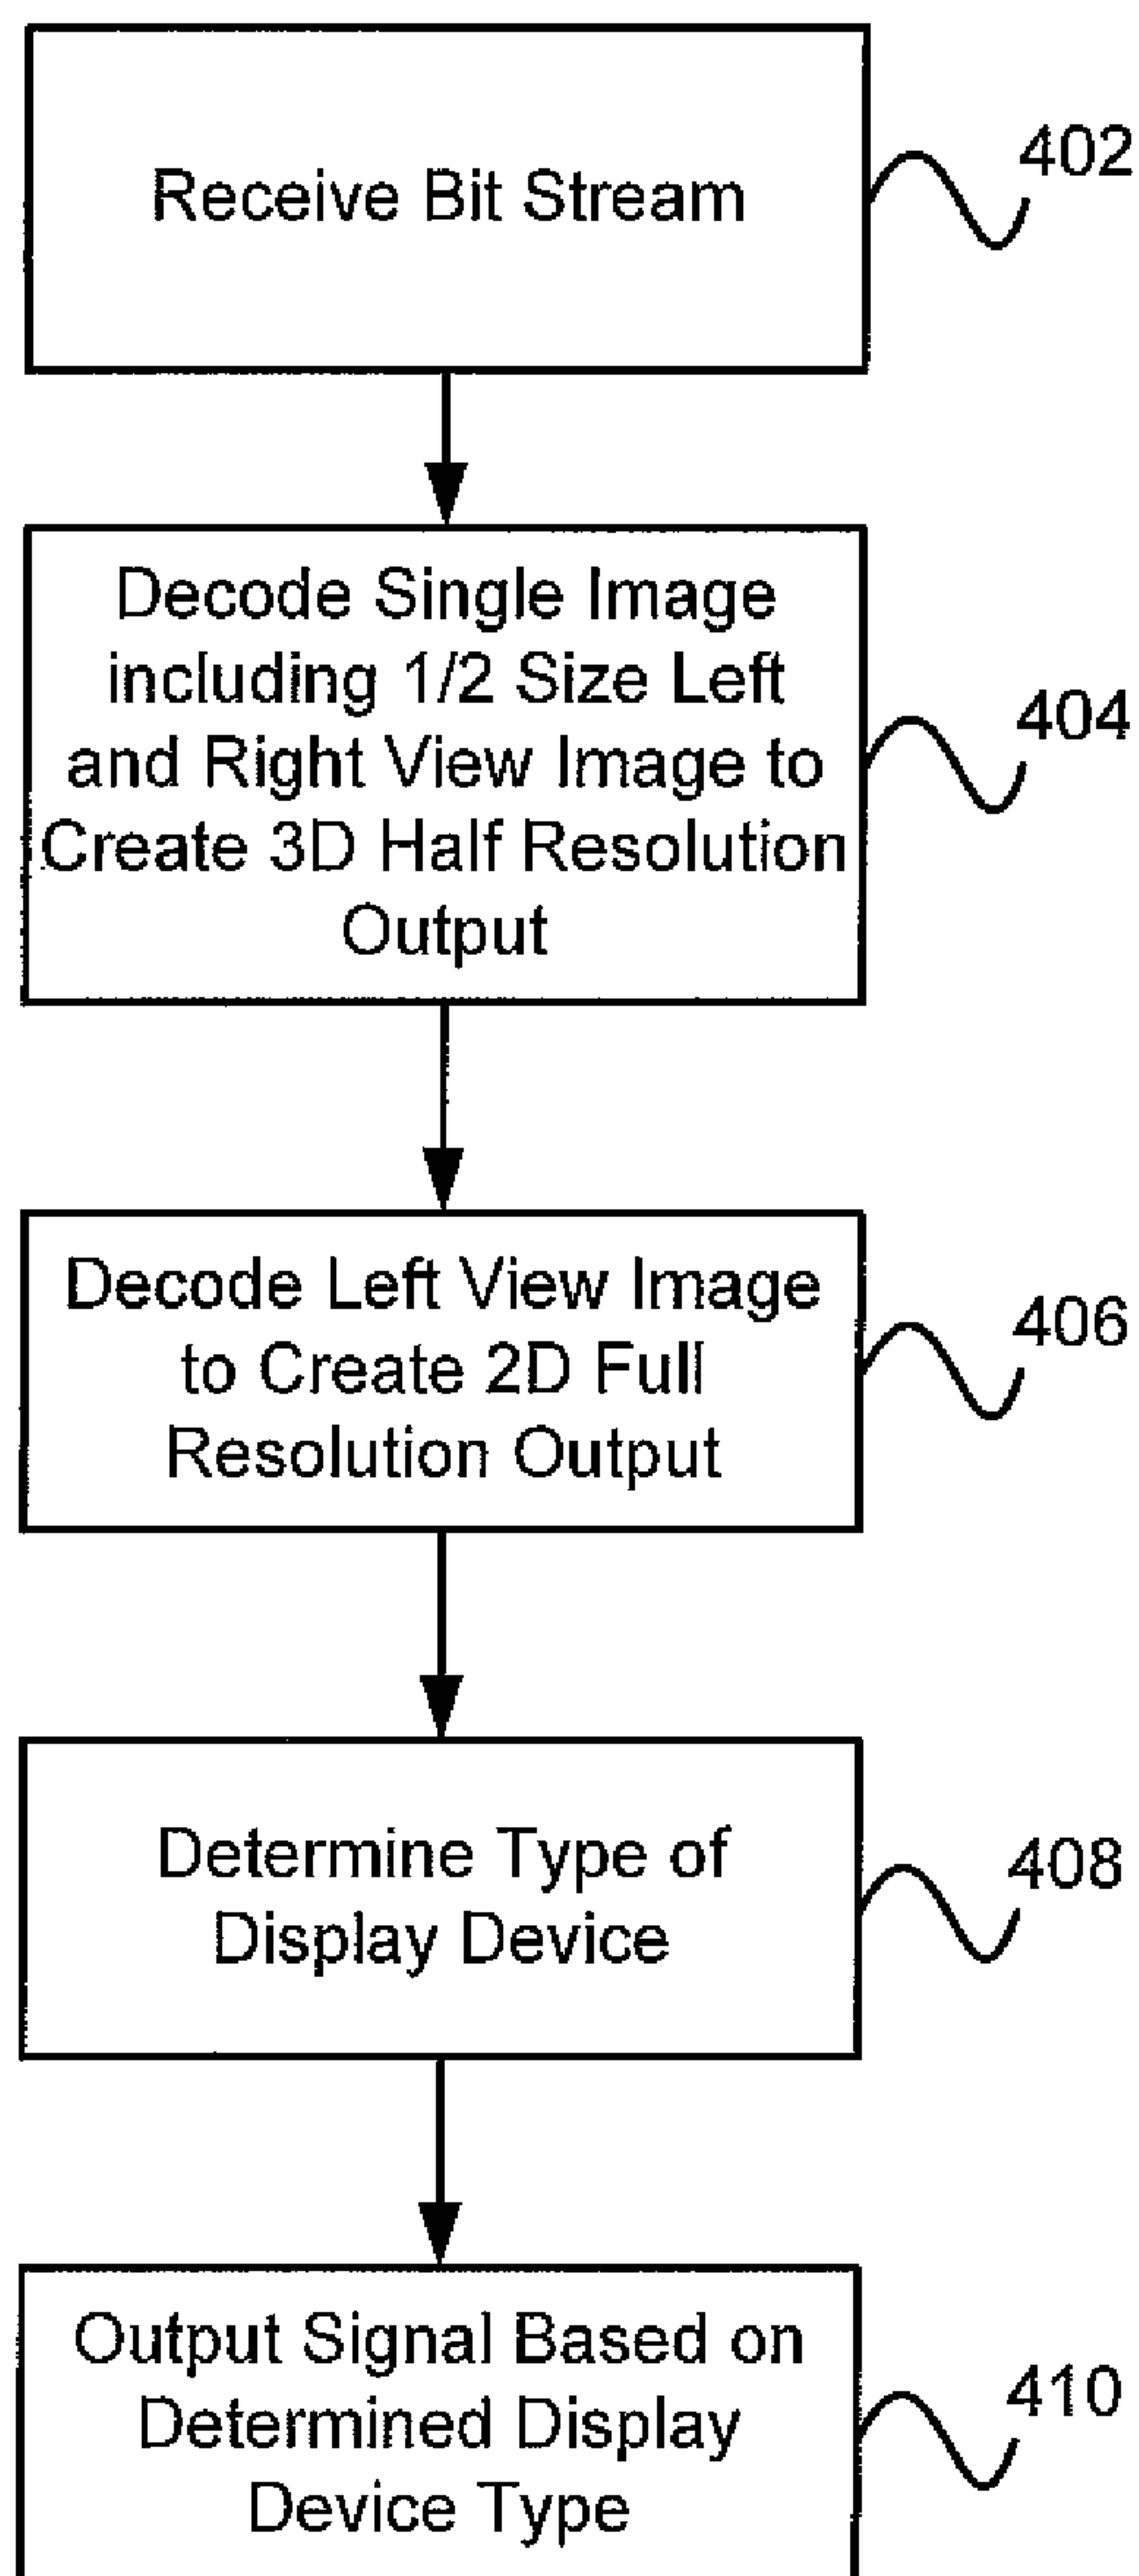 Receive Bit Stream
402
Decode Single Image
including 1/2 Size Left
and Right View Image to
Create 3D Half Resolution
Output
404
Decode Left View Image
to Create 2D Full
Resolution Output
406
Determine Type of
Display Device
408
Output Signal Based on
Determined Display
Device Type
410